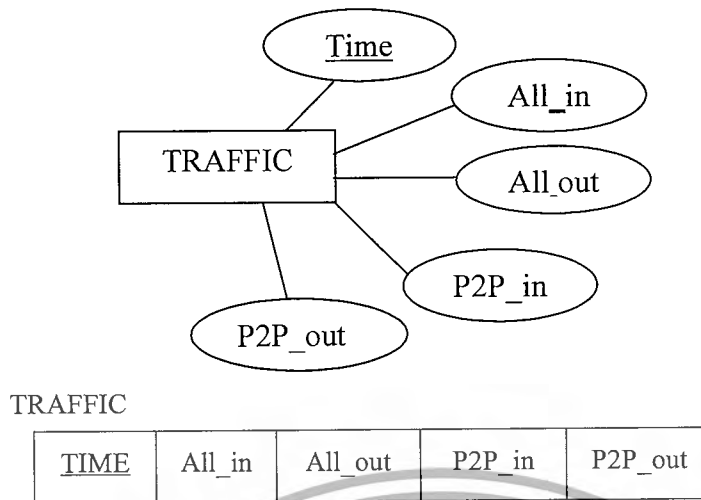 Time
All_in
TRAFFIC
All_out
P2P_in
P2P_out
TRAFFIC
TIME All_in All_out P2P_in P2P_out